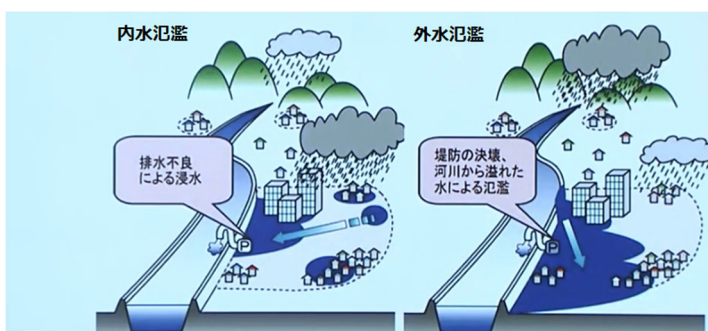 内水氾濫
外水氾濫
排水不良
による浸水
P
堤防の決壊、
河川から溢れた
水による氾濫
P